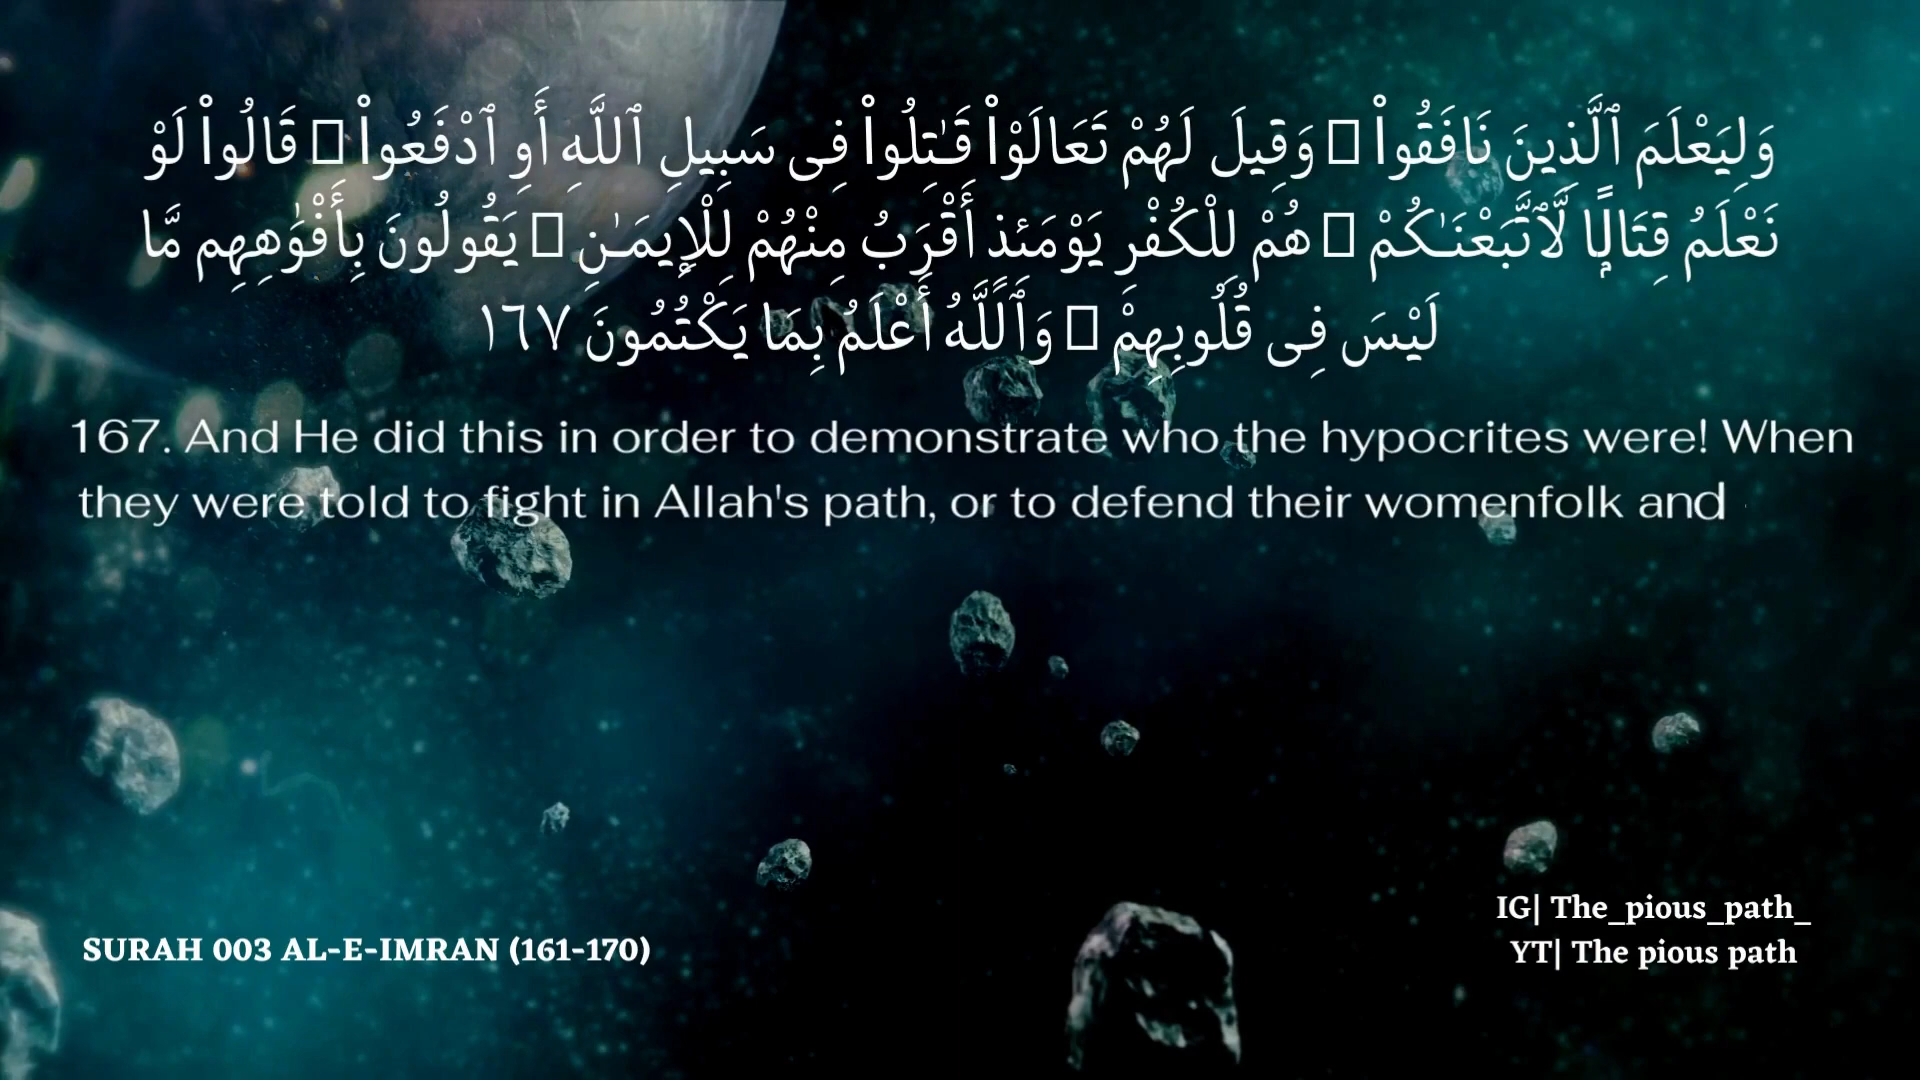 وَلِيَعْلَمَ ٱلَّذِينَ نَافَقُوا۟ ▯ وَقِيلَ لَهُمْ تَعَالَوْا۟ قَـٰتِلُوا۟ فِى سَبِيلِ ٱللَّهِ أَوِ ٱدْفَعُوا۟ ▯ قَالُوا۟ لَوْ
نَعْلَمُ قِتَالًۭا لَّٱتَّبَعْنَـٰكُمْ ▯ هُمْ لِلْكُفْرِ يَوْمَئِذٍ أَقْرَبُ مِنْهُمْ لِلْإِيمَـٰنِ ▯ يَقُولُونَ بِأَفْوَٰهِهِم مَّا
لَيْسَ فِى قُلُوبِهِمْ ▯ وَٱللَّهُ أَعْلَمُ بِمَا يَكْتُمُونَ ١٦٧
167. And He did this in order to demonstrate who the hypocrites were! When
they were told to fight in Allah's path, or to defend their womenfolk and
SURAH 003 AL-E-IMRAN (161-170)
IG| The_pious_path_
YT| The pious path